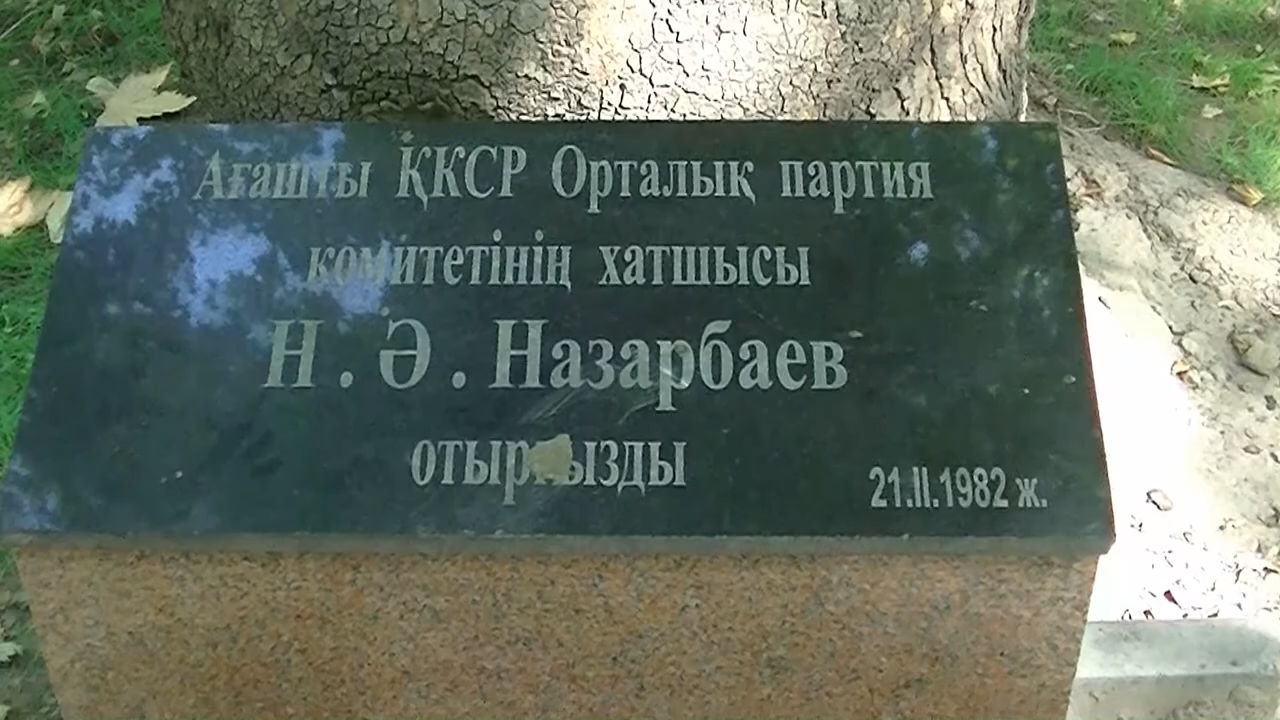 Ағашты ҚКСР Орталық партия
комитетінің хатшысы
Н.Ә.Назарбаев
отырғызды
21.II.1982 ж.